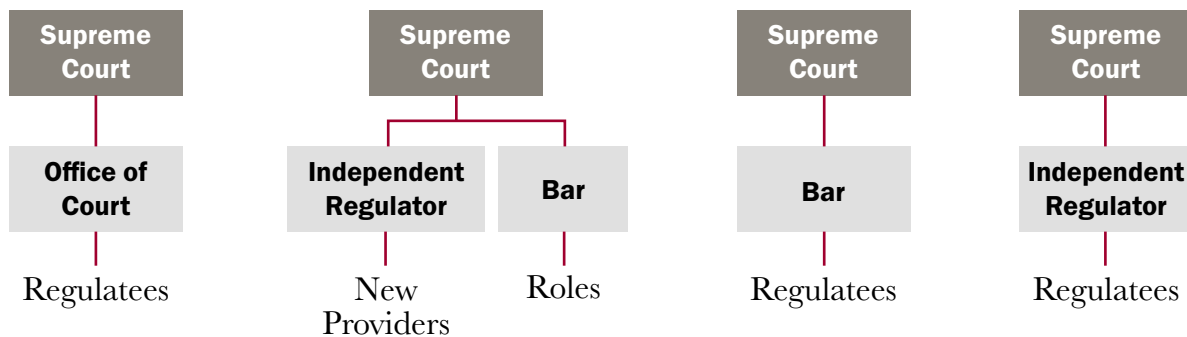 Supreme
Court
Office of
Court
Regulatees
Supreme
Court
Independent
Regulator
New
Providers
Bar
Roles
Supreme
Court
Bar
Regulatees
Supreme
Court
Independent
Regulator
Regulatees